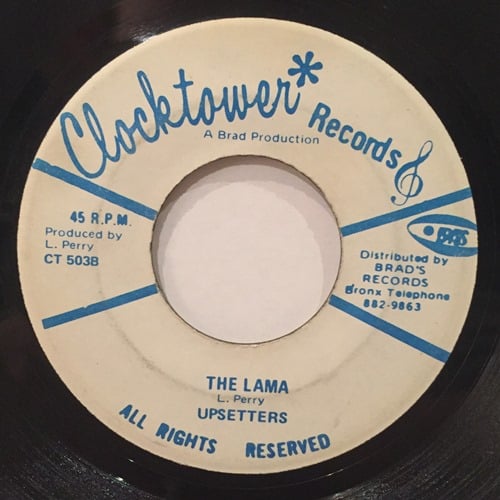 Clocktower* Records
A Brad Production
45 R.P.M.
Produced by
L. Perry
CT 503B
BRADS
Distributed by
BRAD'S
RECORDS
Bronx Telephone
882-9863
THE LAMA
L. Perry
UPSETTERS
ALL RIGHTS RESERVED